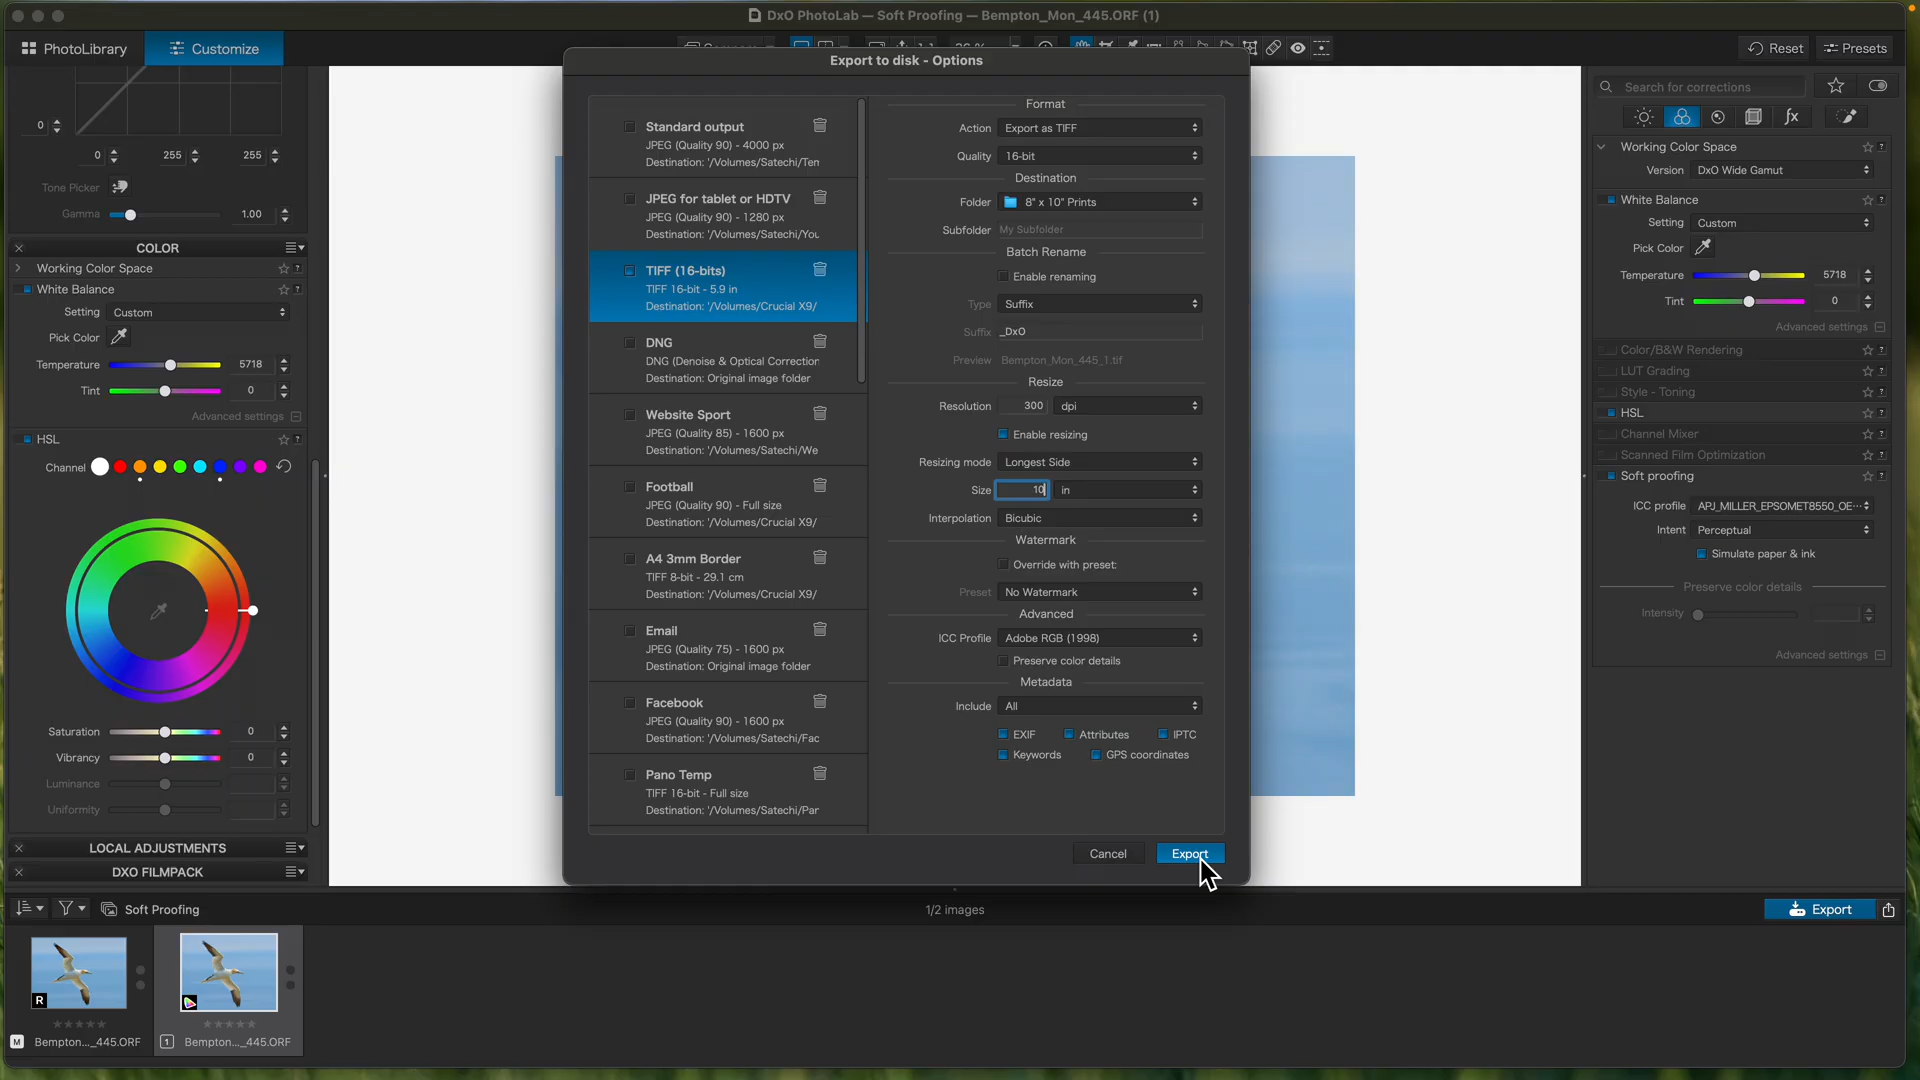 DxO PhotoLab — Soft Proofing — Bempton_Mon_445.ORF (1)
PhotoLibrary
Customize
Reset
Presets
Export to disk - Options
0
0 255 255
Tone Picker
Gamma 1.00
COLOR
Working Color Space
White Balance
Setting Custom
Pick Color
Temperature 5718
Tint 0
Advanced settings
HSL
Channel
Saturation 0
Vibrancy 0
Luminance
Uniformity
LOCAL ADJUSTMENTS
DXO FILMPACK
Standard output
JPEG (Quality 90) - 4000 px
Destination: '/Volumes/Satechi/Tem
JPEG for tablet or HDTV
JPEG (Quality 90) - 1280 px
Destination: '/Volumes/Satechi/You
TIFF (16-bits)
TIFF 16-bit - 5.9 in
Destination: '/Volumes/Crucial X9/
DNG
DNG (Denoise & Optical Correction
Destination: Original image folder
Website Sport
JPEG (Quality 85) - 1600 px
Destination: '/Volumes/Satechi/We
Football
JPEG (Quality 90) - Full size
Destination: '/Volumes/Crucial X9/
A4 3mm Border
TIFF 8-bit - 29.1 cm
Destination: '/Volumes/Crucial X9/
Email
JPEG (Quality 75) - 1600 px
Destination: Original image folder
Facebook
JPEG (Quality 90) - 1600 px
Destination: '/Volumes/Satechi/Fac
Pano Temp
TIFF 16-bit - Full size
Destination: '/Volumes/Satechi/Par
Format
Action Export as TIFF
Quality 16-bit
Destination
Folder 8" x 10" Prints
Subfolder My Subfolder
Batch Rename
Enable renaming
Type Suffix
Suffix _DxO
Preview Bempton_Mon_445_1.tif
Resize
Resolution 300 dpi
Enable resizing
Resizing mode Longest Side
Size 10 in
Interpolation Bicubic
Watermark
Override with preset:
Preset No Watermark
Advanced
ICC Profile Adobe RGB (1998)
Preserve color details
Metadata
Include All
EXIF Attributes IPTC
Keywords GPS coordinates
Cancel
Export
Search for corrections
fx
Working Color Space
Version DxO Wide Gamut
White Balance
Setting Custom
Pick Color
Temperature 5718
Tint 0
Advanced settings
Color/B&W Rendering
LUT Grading
Style - Toning
HSL
Channel Mixer
Scanned Film Optimization
Soft proofing
ICC profile APJ_MILLER_EPSOMET8550_OE···
Intent Perceptual
Simulate paper & ink
Preserve color details
Intensity
Advanced settings
Soft Proofing
1/2 images
Export
R
M Bempton..._445.ORF
1 Bempton..._445.ORF